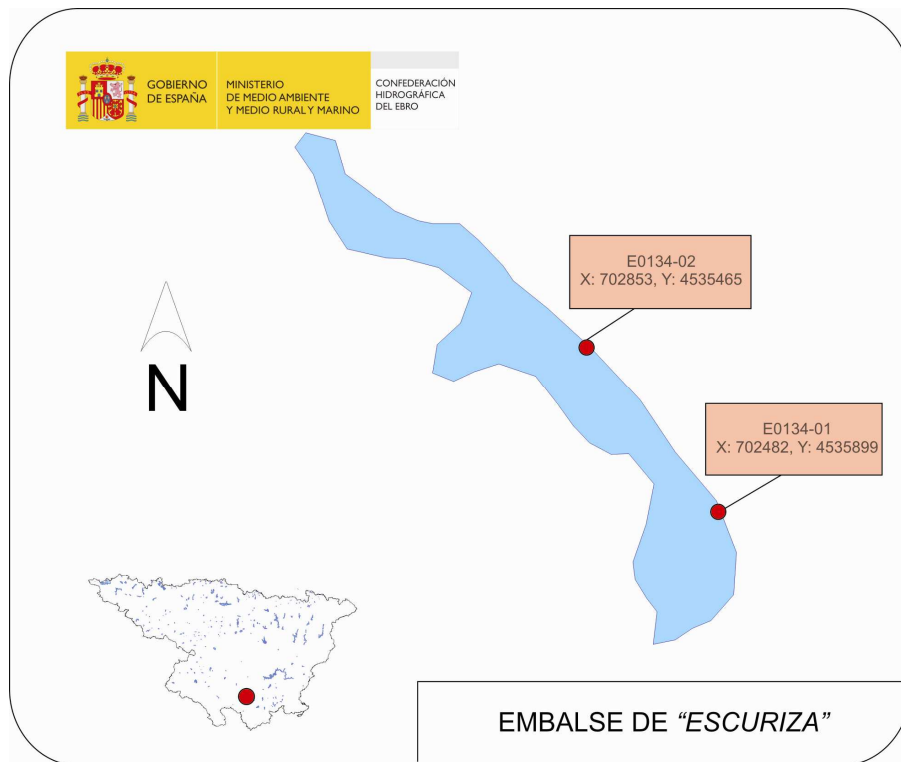 GOBIERNO
DE ESPAÑA
MINISTERIO
DE MEDIO AMBIENTE
Y MEDIO RURAL Y MARINO
CONFEDERACIÓN
HIDROGRÁFICA
DEL EBRO
E0134-02
X: 702853, Y: 4535465
N
E0134-01
X: 702482, Y: 4535899
EMBALSE DE "ESCURIZA"